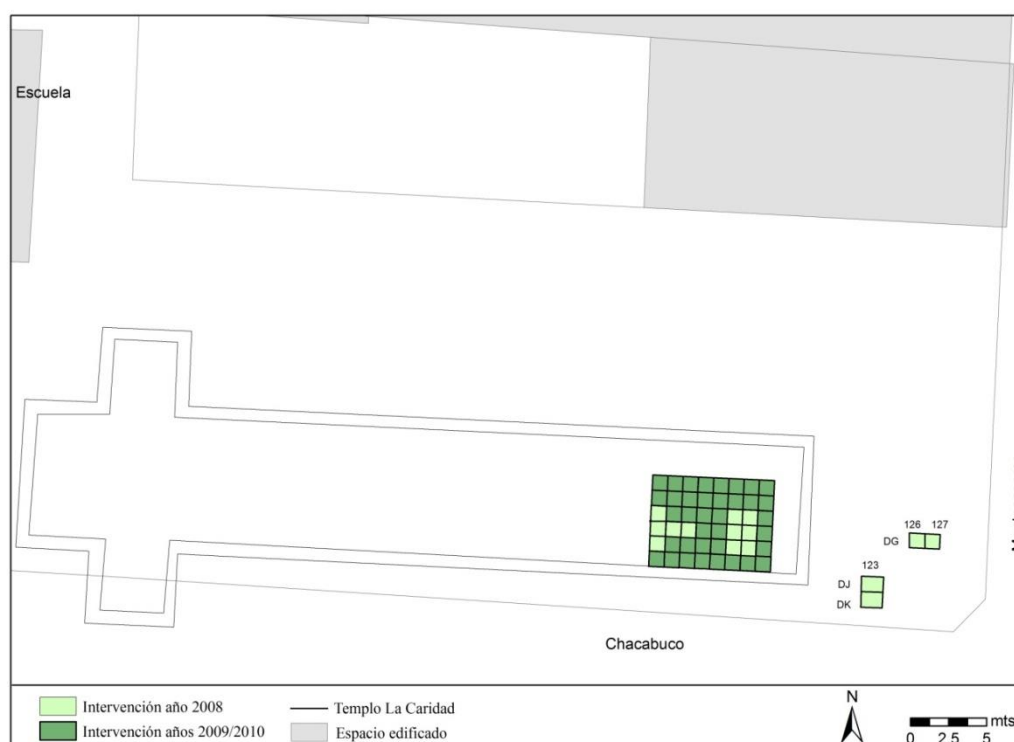 Escuela
126 127
DG
123
DJ
DK
Chacabuco
Intervención año 2008
Intervención años 2009/2010
Templo La Caridad
Espacio edificado
N
mts
0 2.5 5